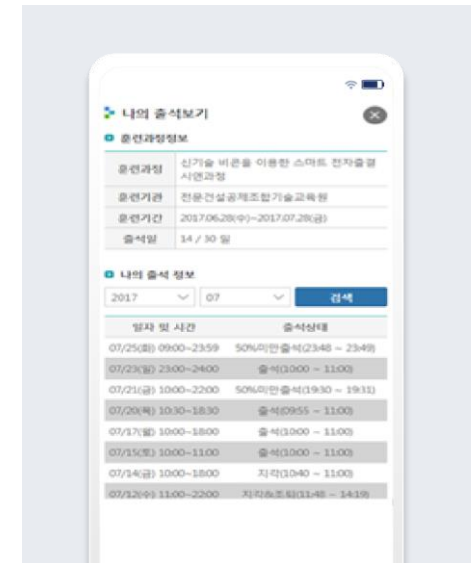 나의 출석보기
훈련과정정보
훈련과정 신기술 비콘을 이용한 스마트 전자출결
시연과정
훈련기관 전문건설공제조합기술교육원
훈련기간 2017.06.28(수)~2017.07.28(금)
출석일 14 / 30 일
나의 출석 정보
2017 07 검색
일자 및 시간 출석상태
07/25(화) 09:00~23:59 50%미만출석(23:48 ~ 23:49)
07/23(일) 23:00~24:00 출석(10:00 ~ 11:00)
07/21(금) 10:00~22:00 50%미만출석(19:30 ~ 19:31)
07/20(목) 10:30~18:30 출석(09:55 ~ 11:00)
07/17(월) 10:00~18:00 출석(10:00 ~ 11:00)
07/15(토) 10:00~11:00 출석(10:00 ~ 11:00)
07/14(금) 10:00~18:00 지각(10:40 ~ 11:00)
07/12(수) 11:00~22:00 지각&조퇴(11:48 ~ 14:19)